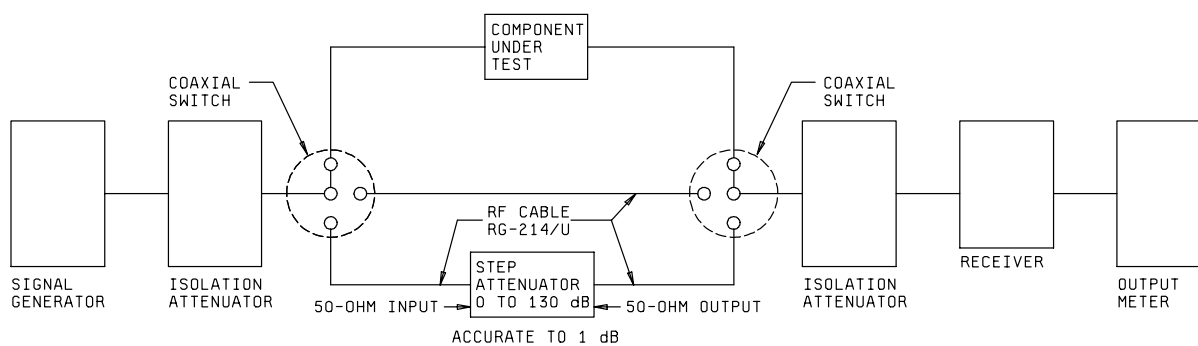 COMPONENT
UNDER
TEST
COAXIAL
SWITCH
COAXIAL
SWITCH
RF CABLE
RG-214/U
STEP
ATTENUATOR
0 TO 130 dB
50-OHM INPUT
50-OHM OUTPUT
ACCURATE TO 1 dB
SIGNAL
GENERATOR
ISOLATION
ATTENUATOR
ISOLATION
ATTENUATOR
RECEIVER
OUTPUT
METER